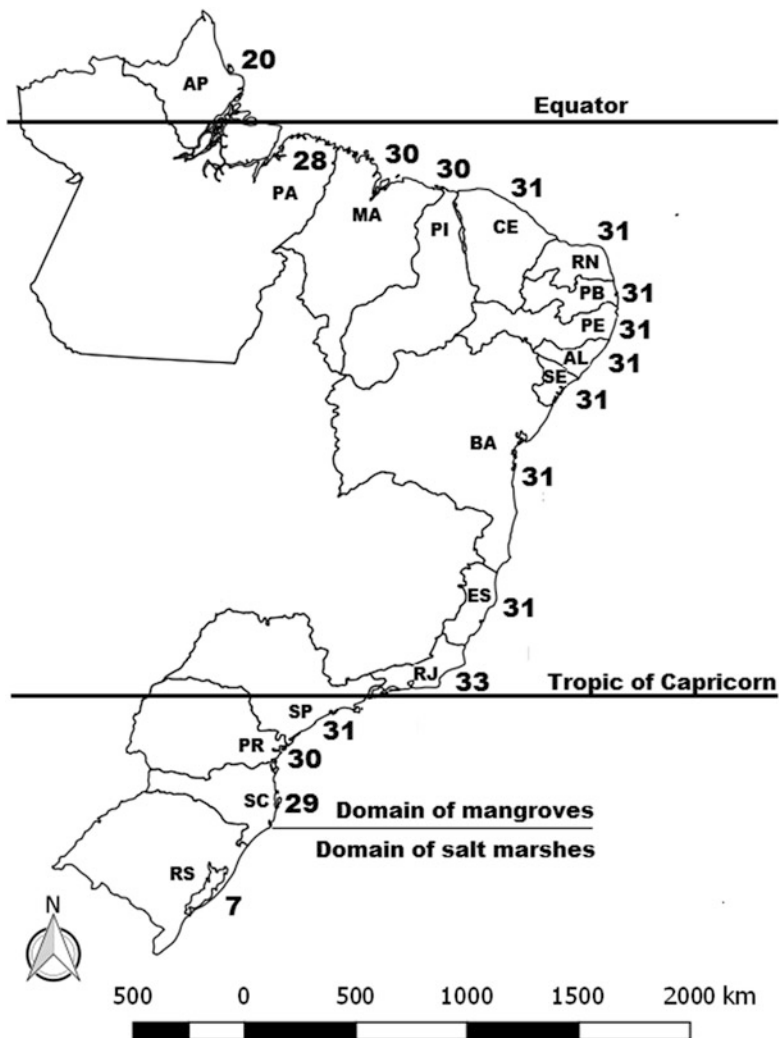 20
AP
Equator
28
30
30
31
PA
MA
PI
CE
31
RN
PB
31
PE
31
AL
31
SE
31
BA
31
ES
31
RJ
33
Tropic of Capricorn
SP
31
PR
30
SC
29
Domain of mangroves
Domain of salt marshes
RS
7
N
500
0
500
1000
1500
2000 km